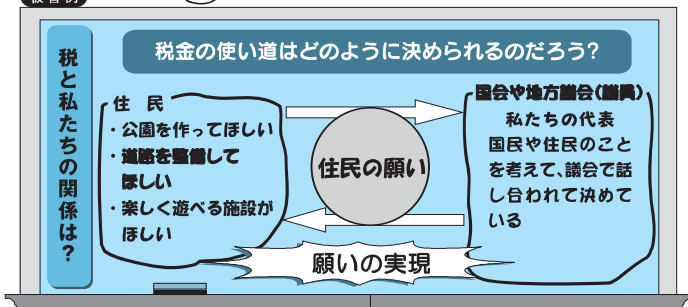 板書例
税と私たちの関係は？
税金の使い道はどのように決められるのだろう？
住 民
・公園を作ってほしい
・道路を整備して
ほしい
・楽しく遊べる施設が
ほしい
住民の願い
国会や地方議会（議員）
私たちの代表
国民や住民のこと
を考えて、議会で話
し合われて決めて
いる
願いの実現